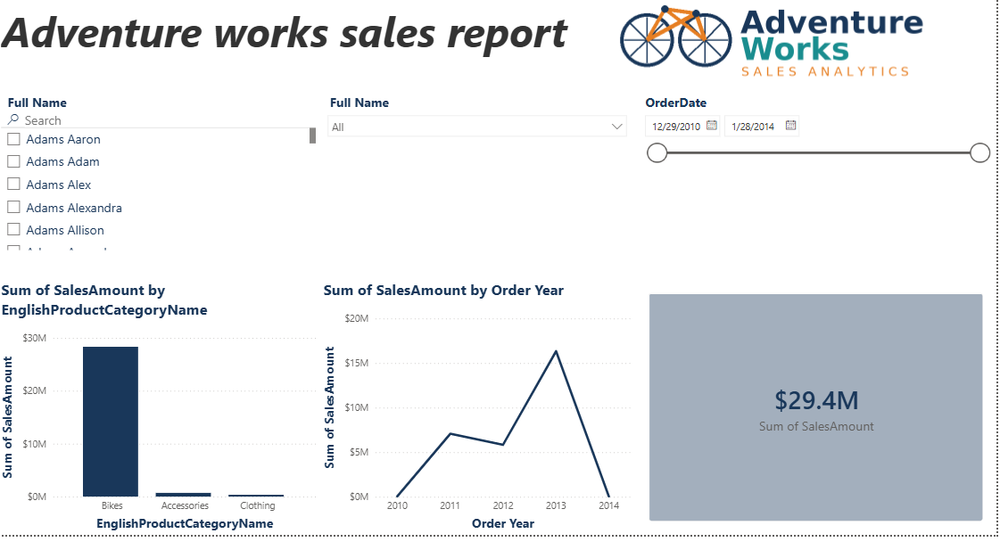 Adventure works sales report
Adventure
Works
SALES ANALYTICS
Full Name
Search
Adams Aaron
Adams Adam
Adams Alex
Adams Alexandra
Adams Allison
Full Name
All
OrderDate
12/29/2010
1/28/2014
Sum of SalesAmount by
EnglishProductCategoryName
Sum of SalesAmount
$30M
$20M
$10M
$0M
Bikes
Accessories
Clothing
EnglishProductCategoryName
Sum of SalesAmount by Order Year
Sum of SalesAmount
$20M
$15M
$10M
$5M
$0M
2010
2011
2012
2013
2014
Order Year
$29.4M
Sum of SalesAmount